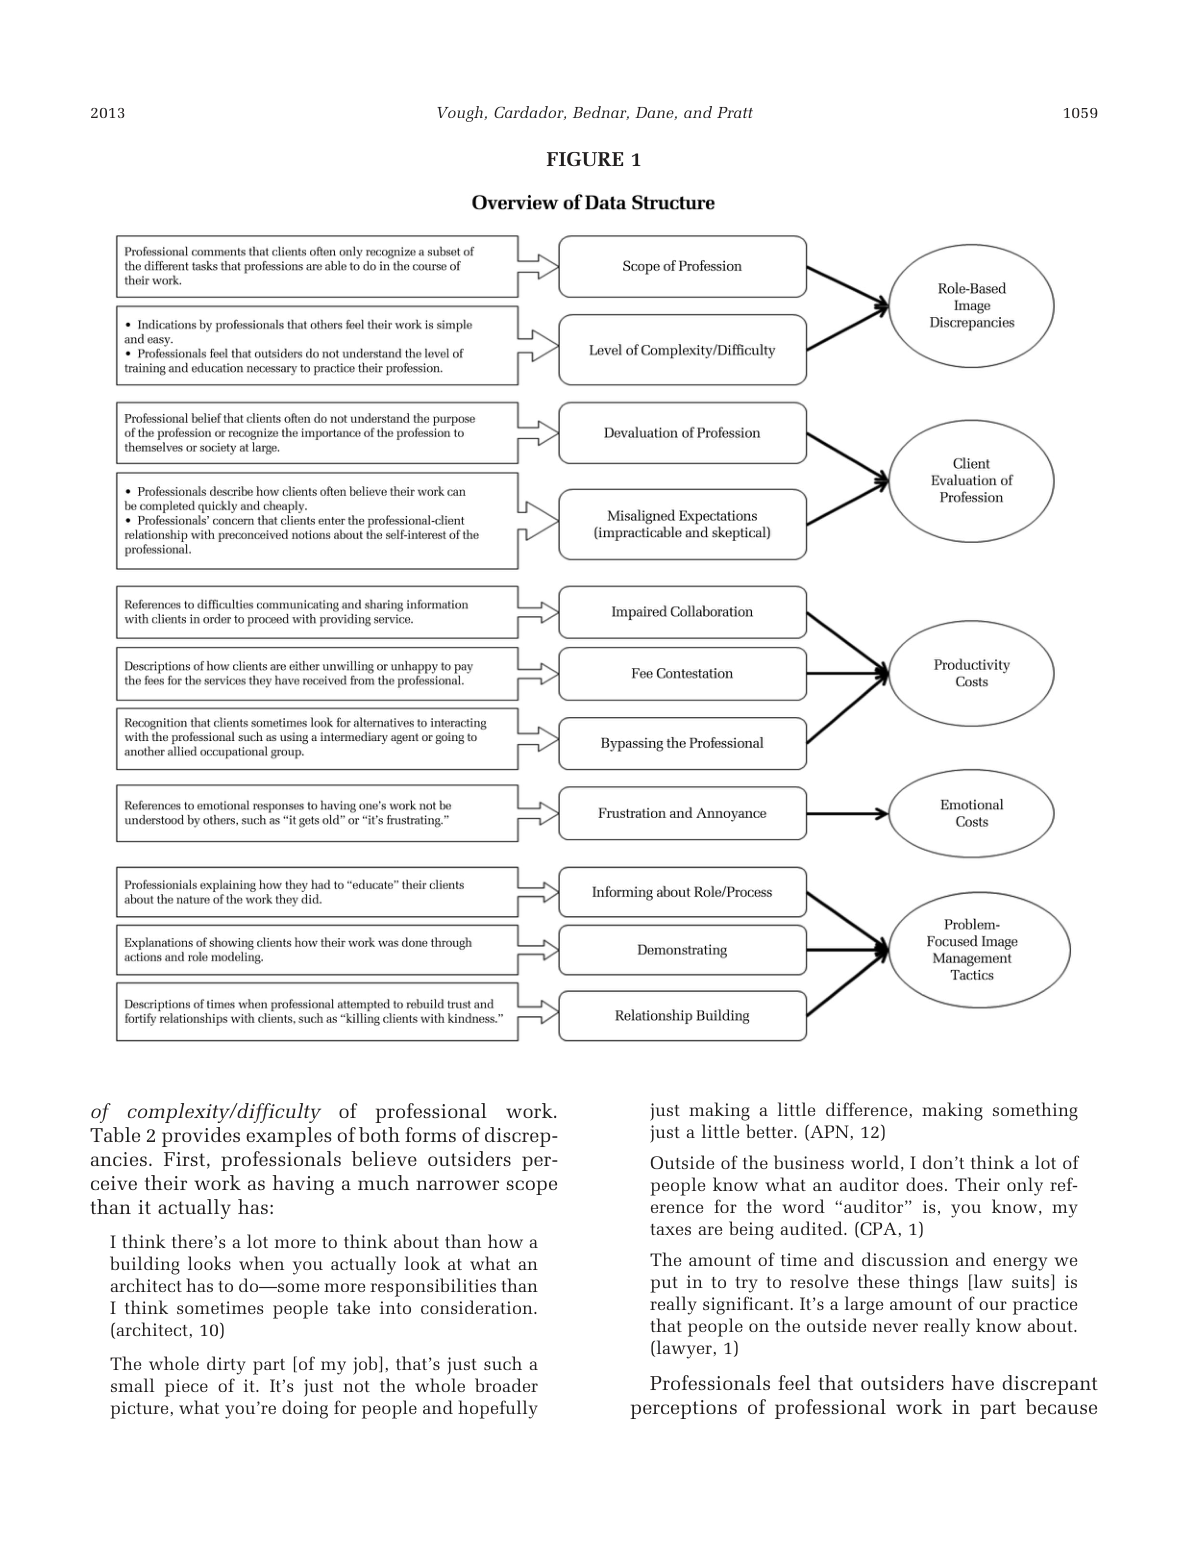 2013
Vough, Cardador, Bednar, Dane, and Pratt
1059
FIGURE 1
Overview of Data Structure
Professional comments that clients often only recognize a subset of
the different tasks that professions are able to do in the course of
their work.
Scope of Profession
Role-Based
Image
Discrepancies
• Indications by professionals that others feel their work is simple
and easy.
• Professionals feel that outsiders do not understand the level of
training and education necessary to practice their profession.
Level of Complexity/Difficulty
Professional belief that clients often do not understand the purpose
of the profession or recognize the importance of the profession to
themselves or society at large.
Devaluation of Profession
Client
Evaluation of
Profession
• Professionals describe how clients often believe their work can
be completed quickly and cheaply.
• Professionals’ concern that clients enter the professional-client
relationship with preconceived notions about the self-interest of the
professional.
Misaligned Expectations
(impracticable and skeptical)
References to difficulties communicating and sharing information
with clients in order to proceed with providing service.
Impaired Collaboration
Descriptions of how clients are either unwilling or unhappy to pay
the fees for the services they have received from the professional.
Fee Contestation
Productivity
Costs
Recognition that clients sometimes look for alternatives to interacting
with the professional such as using a intermediary agent or going to
another allied occupational group.
Bypassing the Professional
References to emotional responses to having one’s work not be
understood by others, such as “it gets old” or “it’s frustrating.”
Frustration and Annoyance
Emotional
Costs
Professionials explaining how they had to “educate” their clients
about the nature of the work they did.
Informing about Role/Process
Explanations of showing clients how their work was done through
actions and role modeling.
Demonstrating
Problem-
Focused Image
Management
Tactics
Descriptions of times when professional attempted to rebuild trust and
fortify relationships with clients, such as “killing clients with kindness.”
Relationship Building
of complexity/difficulty of professional work.
Table 2 provides examples of both forms of discrep-
ancies. First, professionals believe outsiders per-
ceive their work as having a much narrower scope
than it actually has:
I think there’s a lot more to think about than how a
building looks when you actually look at what an
architect has to do—some more responsibilities than
I think sometimes people take into consideration.
(architect, 10)
The whole dirty part [of my job], that’s just such a
small piece of it. It’s just not the whole broader
picture, what you’re doing for people and hopefully
just making a little difference, making something
just a little better. (APN, 12)
Outside of the business world, I don’t think a lot of
people know what an auditor does. Their only ref-
erence for the word “auditor” is, you know, my
taxes are being audited. (CPA, 1)
The amount of time and discussion and energy we
put in to try to resolve these things [law suits] is
really significant. It’s a large amount of our practice
that people on the outside never really know about.
(lawyer, 1)
Professionals feel that outsiders have discrepant
perceptions of professional work in part because